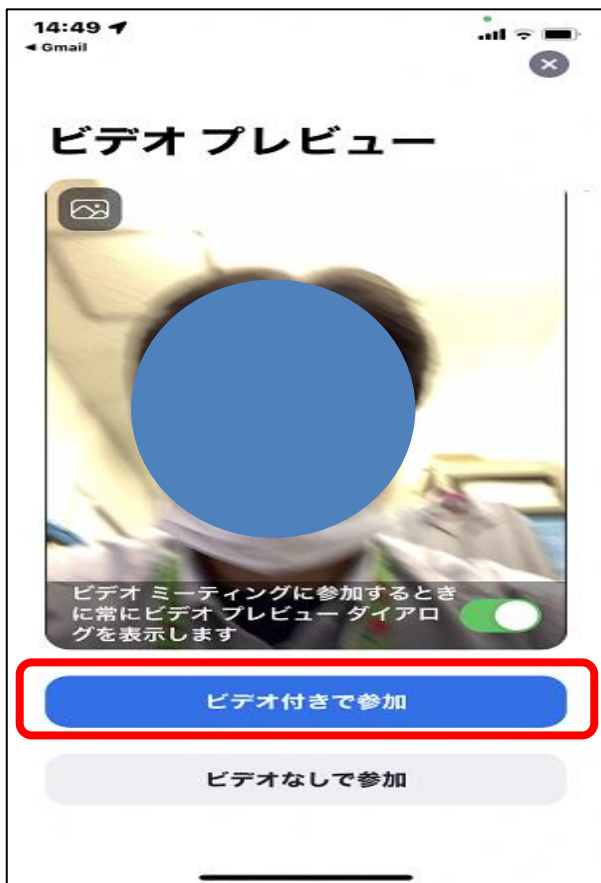 14:49
◀ Gmail
ビデオ プレビュー
ビデオ ミーティングに参加するとき
に常にビデオ プレビュー ダイアロ
グを表示します
ビデオ付きで参加
ビデオなしで参加